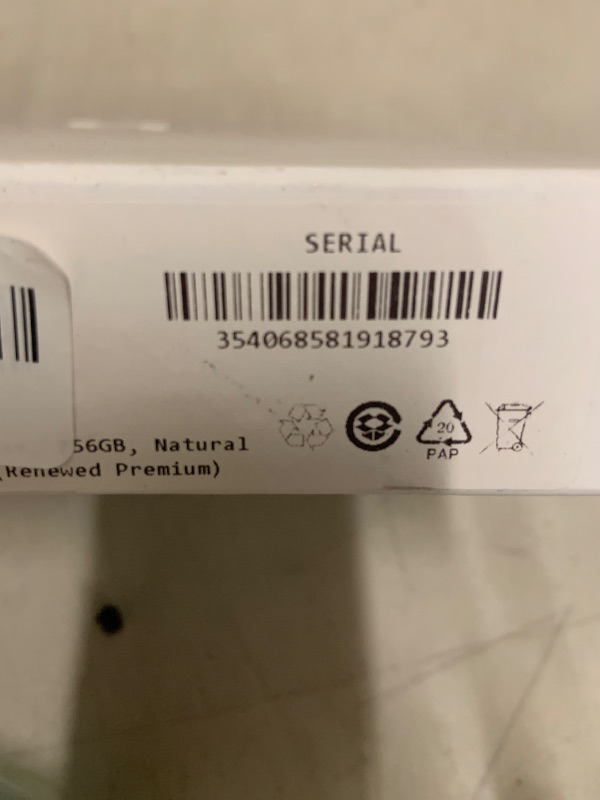 SERIAL
354068581918793
20
PAP
56GB, Natural
(Renewed Premium)